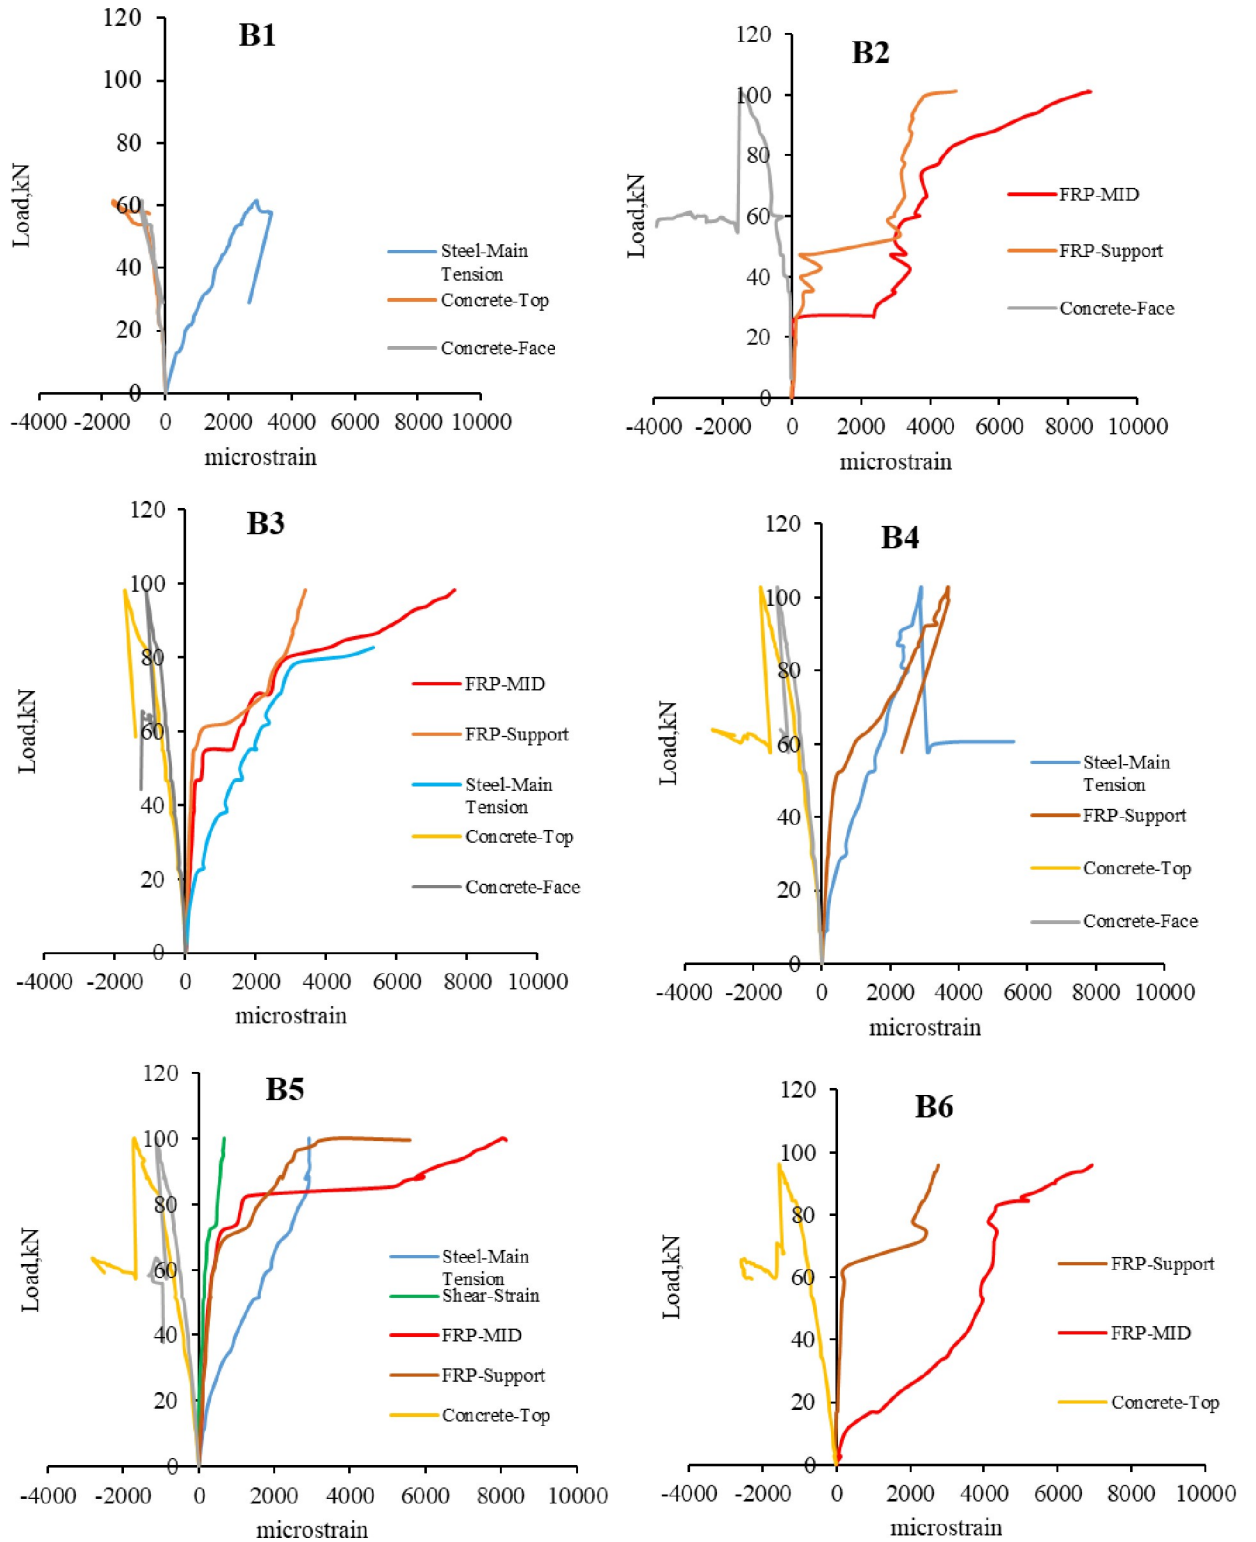 B1
120
100
80
60
40
20
0
Load,kN
-4000 -2000 0 2000 4000 6000 8000 10000
microstrain
Steel-Main
Tension
Concrete-Top
Concrete-Face
B2
120
100
80
60
40
20
0
Load,kN
-4000 -2000 0 2000 4000 6000 8000 10000
microstrain
FRP-MID
FRP-Support
Concrete-Face
B3
120
100
80
60
40
20
0
Load,kN
-4000 -2000 0 2000 4000 6000 8000 10000
microstrain
FRP-MID
FRP-Support
Steel-Main
Tension
Concrete-Top
Concrete-Face
B4
120
100
80
60
40
20
0
Load,kN
-4000 -2000 0 2000 4000 6000 8000 10000
microstrain
Steel-Main
Tension
FRP-Support
Concrete-Top
Concrete-Face
B5
120
100
80
60
40
20
0
Load,kN
-4000 -2000 0 2000 4000 6000 8000 10000
microstrain
Steel-Main
Tension
Shear-Strain
FRP-MID
FRP-Support
Concrete-Top
B6
120
100
80
60
40
20
0
Load,kN
-4000 -2000 0 2000 4000 6000 8000 10000
microstrain
FRP-Support
FRP-MID
Concrete-Top